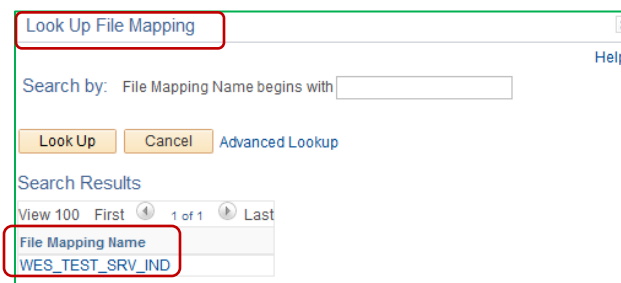 Look Up File Mapping
Help
Search by: File Mapping Name begins with
Look Up Cancel Advanced Lookup
Search Results
View 100 First 1 of 1 Last
File Mapping Name
WES_TEST_SRV_IND